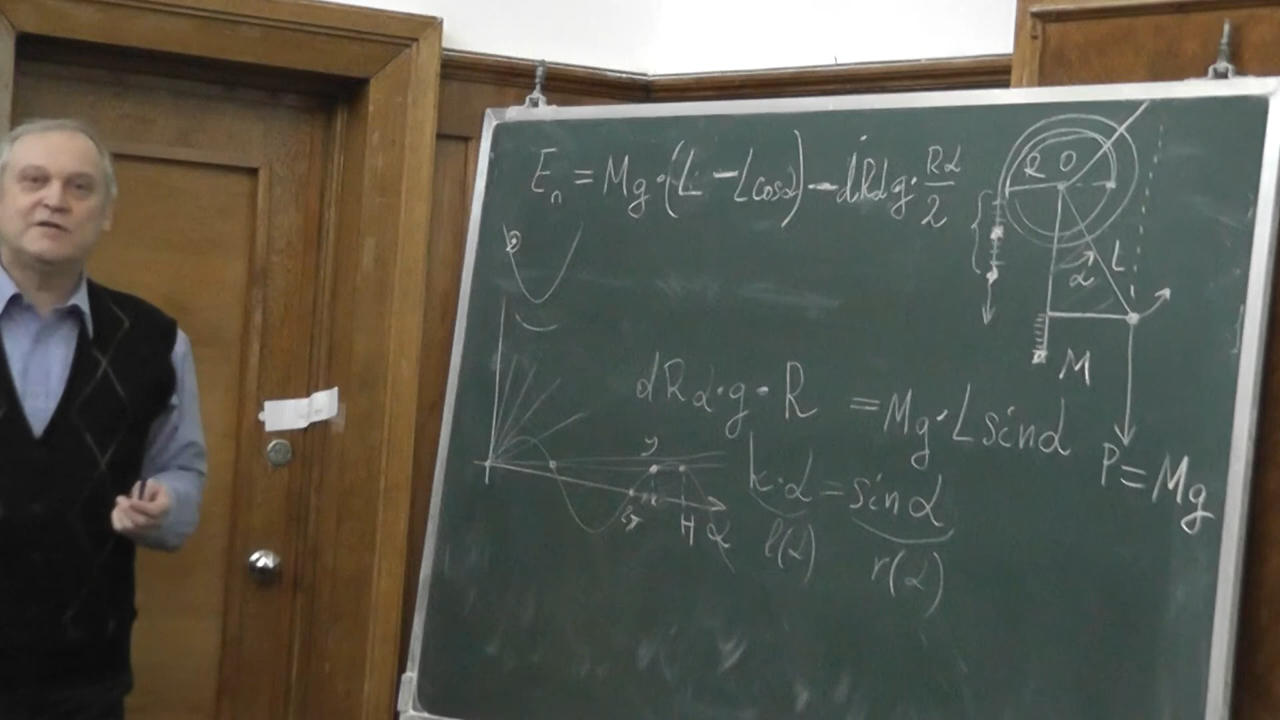 Eₙ = Mg·(L − Lcosα) − dRαg·Rα/2
R O
L
α
M
dRα·g·R = Mg·L sinα
P = Mg
k·α = sinα
y
H α
l(α) r(α)